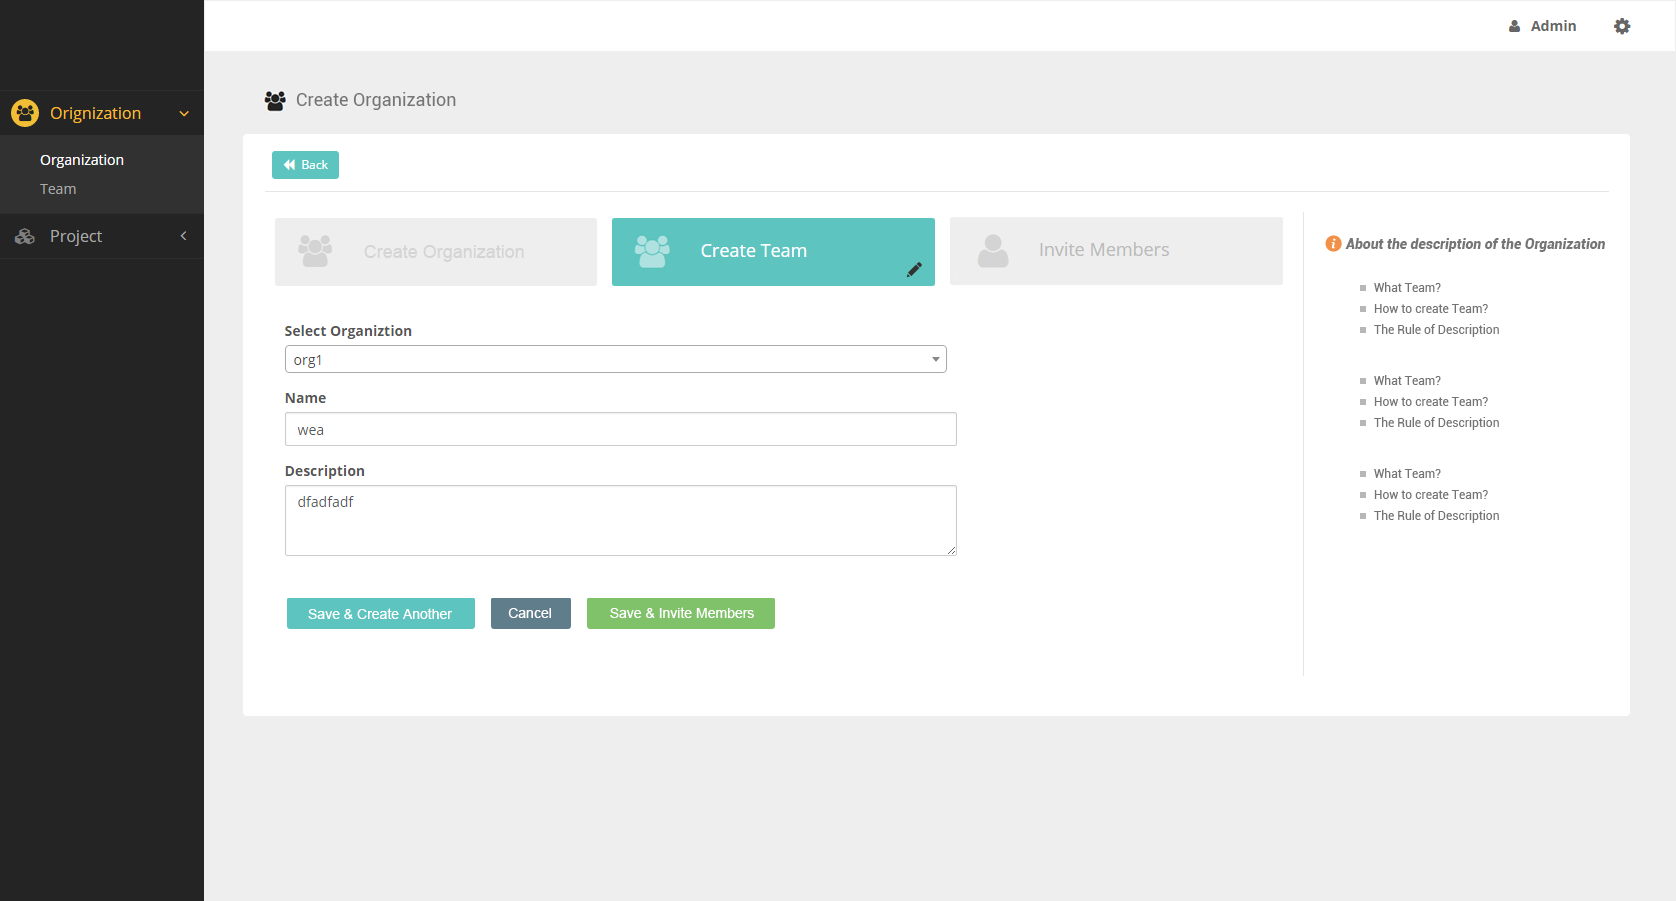 Admin
Orignization
Organization
Team
Project
Create Organization
Back
Create Organization
Create Team
Invite Members
Select Organiztion
org1
Name
wea
Description
dfadfadf
Save & Create Another
Cancel
Save & Invite Members
About the description of the Organization
What Team?
How to create Team?
The Rule of Description
What Team?
How to create Team?
The Rule of Description
What Team?
How to create Team?
The Rule of Description